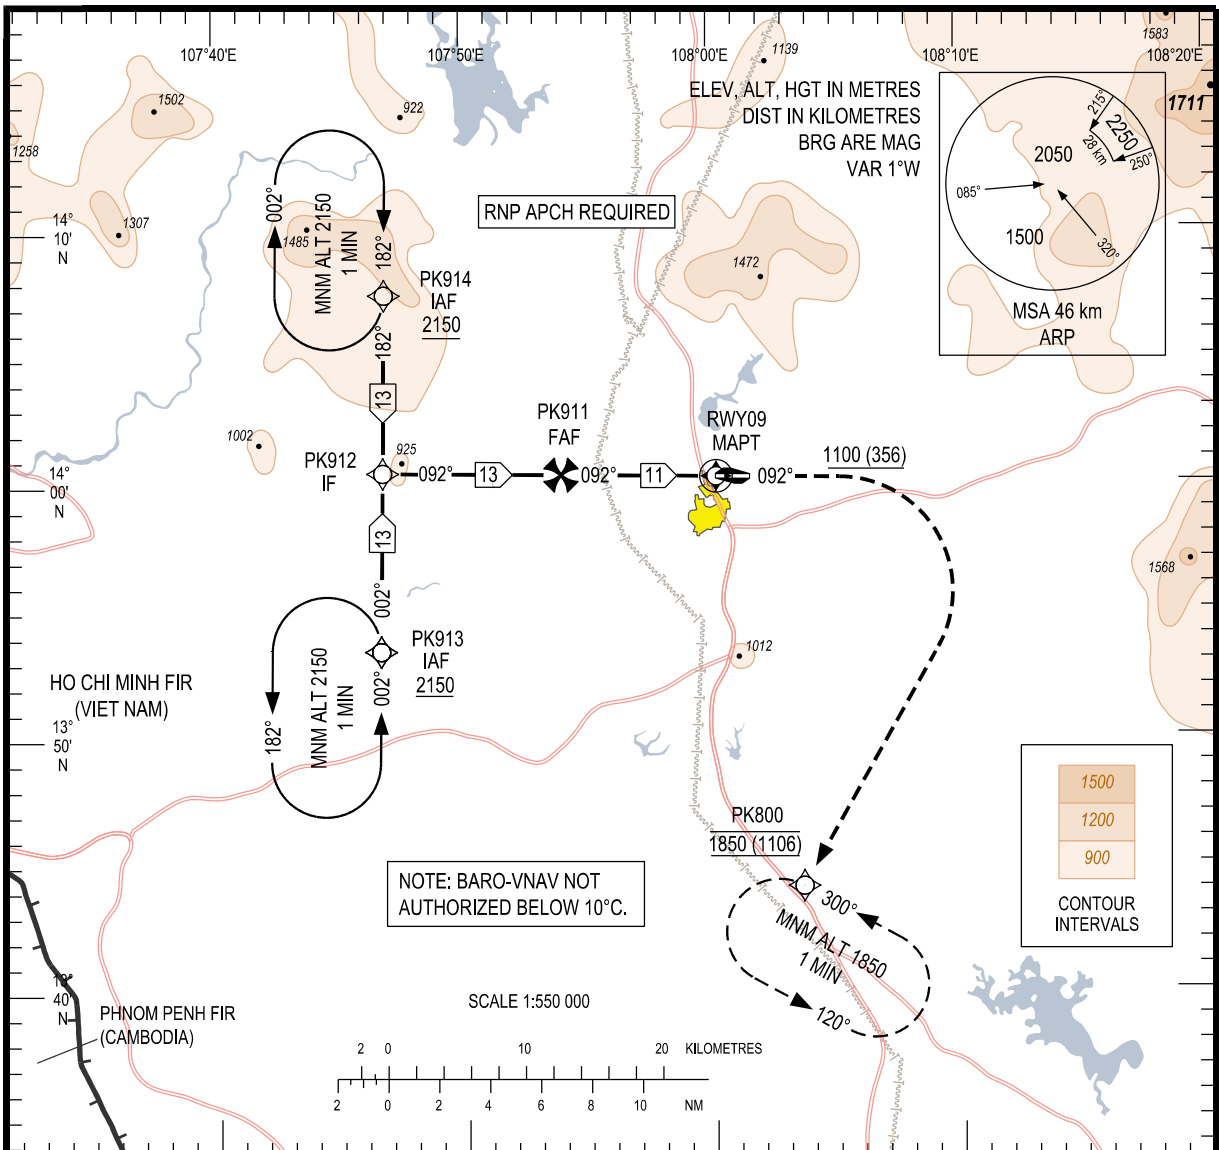 107°40'E
107°50'E
108°00'E
108°10'E
108°20'E
1583
1139
1502
922
1258
1307
1485
ELEV, ALT, HGT IN METRES
DIST IN KILOMETRES
BRG ARE MAG
VAR 1°W
1711
215°
2250
28 km
250°
2050
085°
1500
320°
MSA 46 km
ARP
RNP APCH REQUIRED
14°
10'
N
002°
MNM ALT 2150
1 MIN
182°
PK914
IAF
2150
182°
13
1472
1002
925
PK912
IF
092°
13
PK911
FAF
092°
11
RWY09
MAPT
092°
1100 (356)
14°
00'
N
13
002°
1568
PK913
IAF
2150
MNM ALT 2150
1 MIN
002°
182°
1012
HO CHI MINH FIR
(VIET NAM)
13°
50'
N
PK800
1850 (1106)
300°
MNM ALT 1850
1 MIN
120°
1500
1200
900
CONTOUR
INTERVALS
NOTE: BARO-VNAV NOT
AUTHORIZED BELOW 10°C.
13°
40'
N
PHNOM PENH FIR
(CAMBODIA)
SCALE 1:550 000
2 0 10 20 KILOMETRES
2 0 2 4 6 8 10 NM